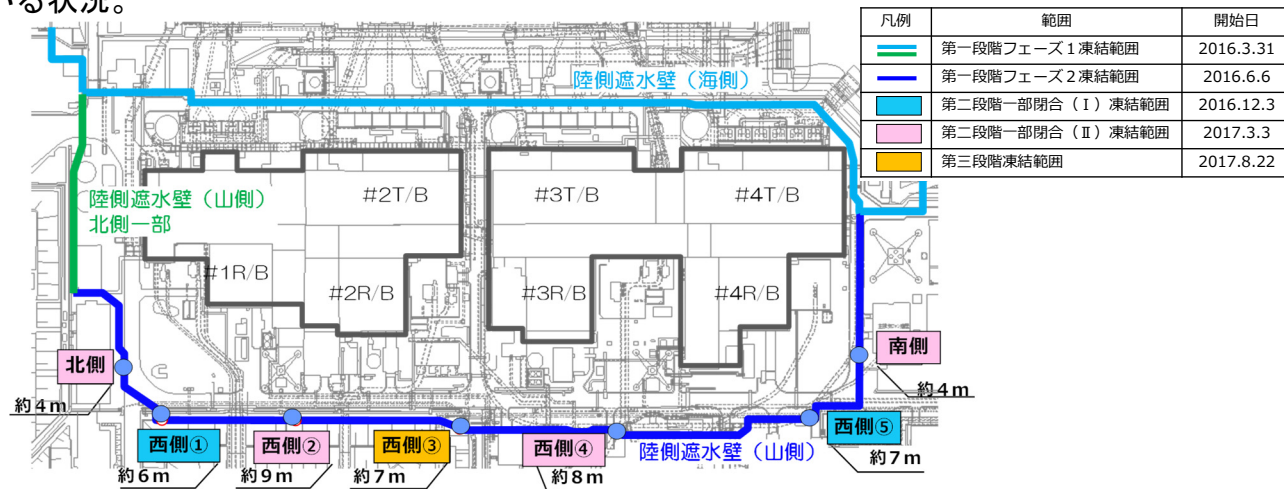 いる状況。
凡例 範囲 開始日
第一段階フェーズ1凍結範囲 2016.3.31
第一段階フェーズ2凍結範囲 2016.6.6
第二段階一部閉合(Ⅰ)凍結範囲 2016.12.3
第二段階一部閉合(Ⅱ)凍結範囲 2017.3.3
第三段階凍結範囲 2017.8.22
陸側遮水壁(海側)
陸側遮水壁(山側)
北側一部
#2T/B
#3T/B
#4T/B
#1R/B
#2R/B
#3R/B
#4R/B
北側
約4m
南側
約4m
西側①
約6m
西側②
約9m
西側③
約7m
西側④
約8m
陸側遮水壁(山側)
西側⑤
約7m